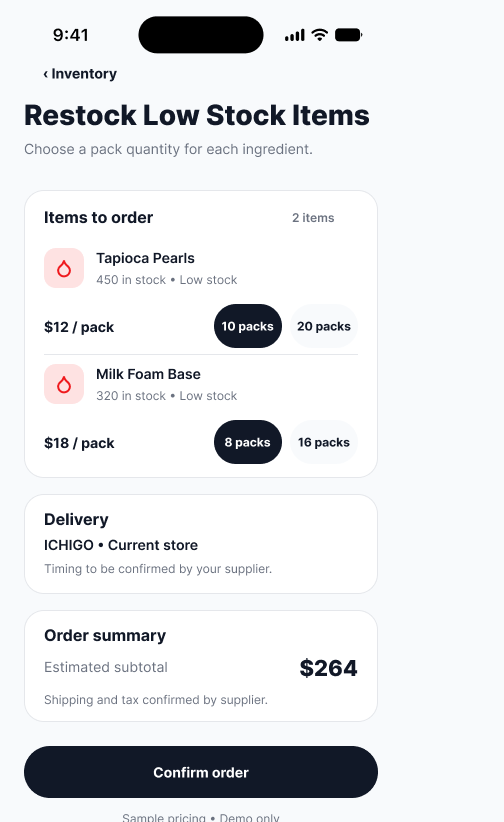 9:41
‹ Inventory
Restock Low Stock Items
Choose a pack quantity for each ingredient.
Items to order
2 items
Tapioca Pearls
450 in stock • Low stock
$12 / pack
10 packs
20 packs
Milk Foam Base
320 in stock • Low stock
$18 / pack
8 packs
16 packs
Delivery
ICHIGO • Current store
Timing to be confirmed by your supplier.
Order summary
Estimated subtotal
$264
Shipping and tax confirmed by supplier.
Confirm order
Sample pricing • Demo only